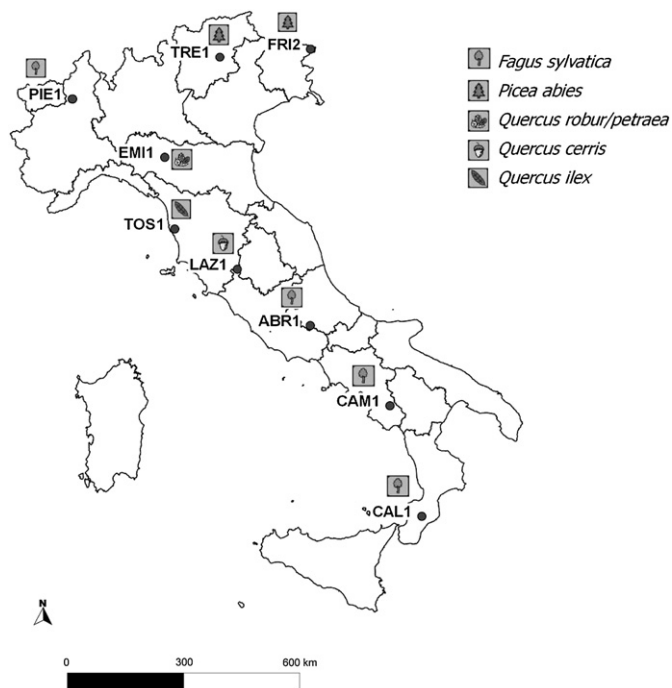 TRE1
FRI2
PIE1
EMI1
TOS1
LAZ1
ABR1
CAM1
CAL1
Fagus sylvatica
Picea abies
Quercus robur/petraea
Quercus cerris
Quercus ilex
N
0 300 600 km